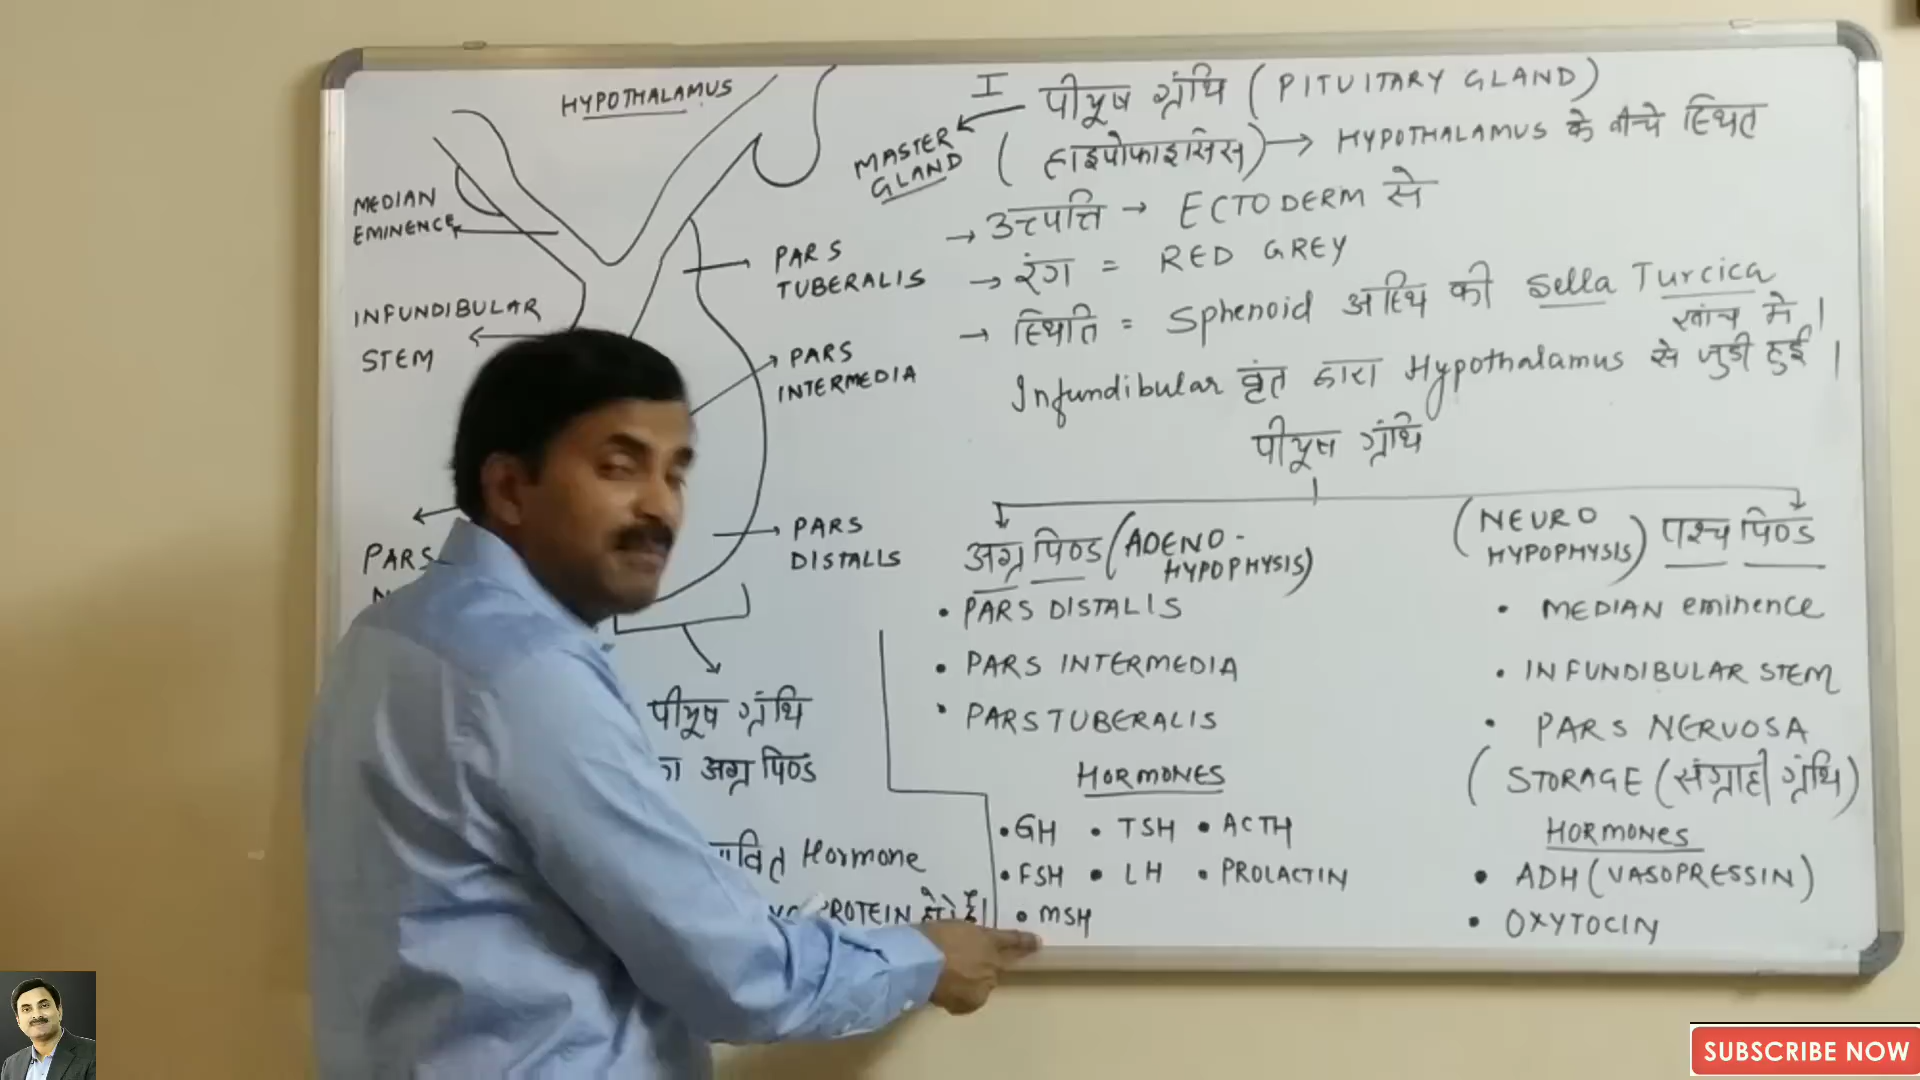 HYPOTHALAMUS
MEDIAN
EMINENCE
INFUNDIBULAR
STEM
PARS
PARS
TUBERALIS
PARS
INTERMEDIA
PARS
DISTALLS
पीयूष ग्रंथि
का अग्र पिण्ड
Hormone
PROTEIN होते हैं।
I
पीयूष ग्रंथि (PITUITARY GLAND)
MASTER
GLAND
(हाइपोफाइसिस) → HYPOTHALAMUS के नीचे स्थित
→ उत्त्पत्ति → ECTODERM से
→ रंग = RED GREY
→ स्थिति = Sphenoid अस्थि की Sella Turcica
खांच मे।
Infundibular वृंत द्वारा Hypothalamus से जुडी हुई।
पीयूष ग्रंथि
अग्र पिण्ड (ADENO-
HYPOPHYSIS)
• PARS DISTALIS
• PARS INTERMEDIA
• PARS TUBERALIS
HORMONES
• GH • TSH • ACTH
• FSH • LH • PROLACTIN
• MSH
(NEURO
HYPOPHYSIS) पश्च पिण्ड
• MEDIAN eminence
• INFUNDIBULAR STEM
• PARS NERVOSA
(STORAGE (संग्राही ग्रंथि)
HORMONES
• ADH (VASOPRESSIN)
• OXYTOCIN
SUBSCRIBE NOW